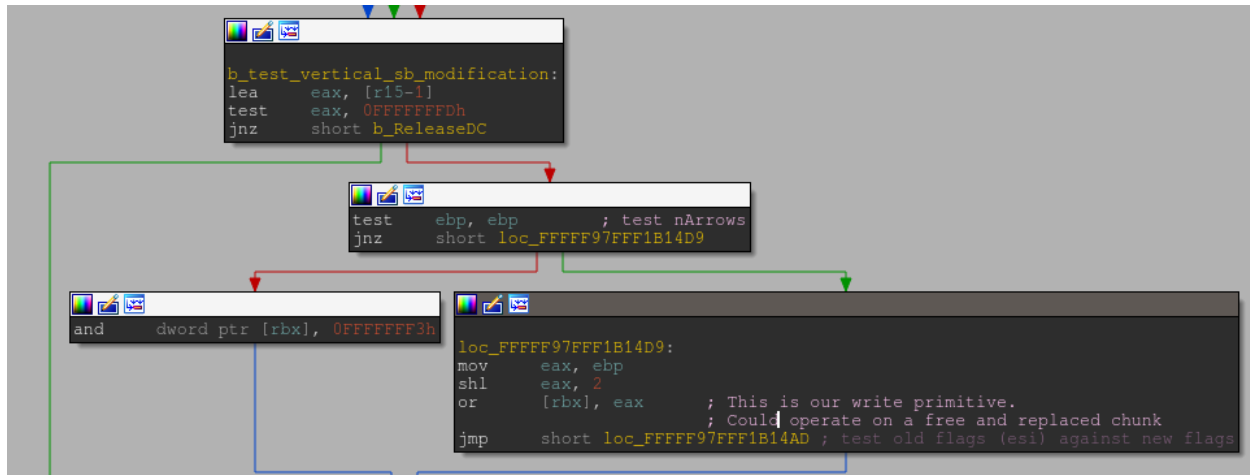 b_test_vertical_sb_modification:
lea eax, [r15-1]
test eax, 0FFFFFFFDh
jnz short b_ReleaseDC
test ebp, ebp ; test nArrows
jnz short loc_FFFFF97FFF1B14D9
and dword ptr [rbx], 0FFFFFFF3h
loc_FFFFF97FFF1B14D9:
mov eax, ebp
shl eax, 2
or [rbx], eax ; This is our write primitive.
; Could operate on a free and replaced chunk
jmp short loc_FFFFF97FFF1B14AD ; test old flags (esi) against new flags